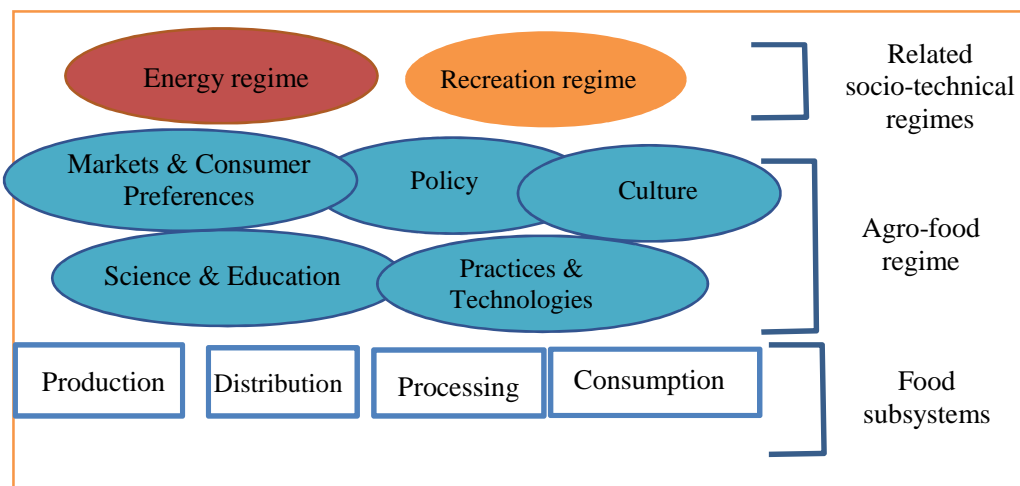 Energy regime
Recreation regime
Related
socio-technical
regimes
Markets & Consumer
Preferences
Policy
Culture
Agro-food
regime
Science & Education
Practices &
Technologies
Production
Distribution
Processing
Consumption
Food
subsystems